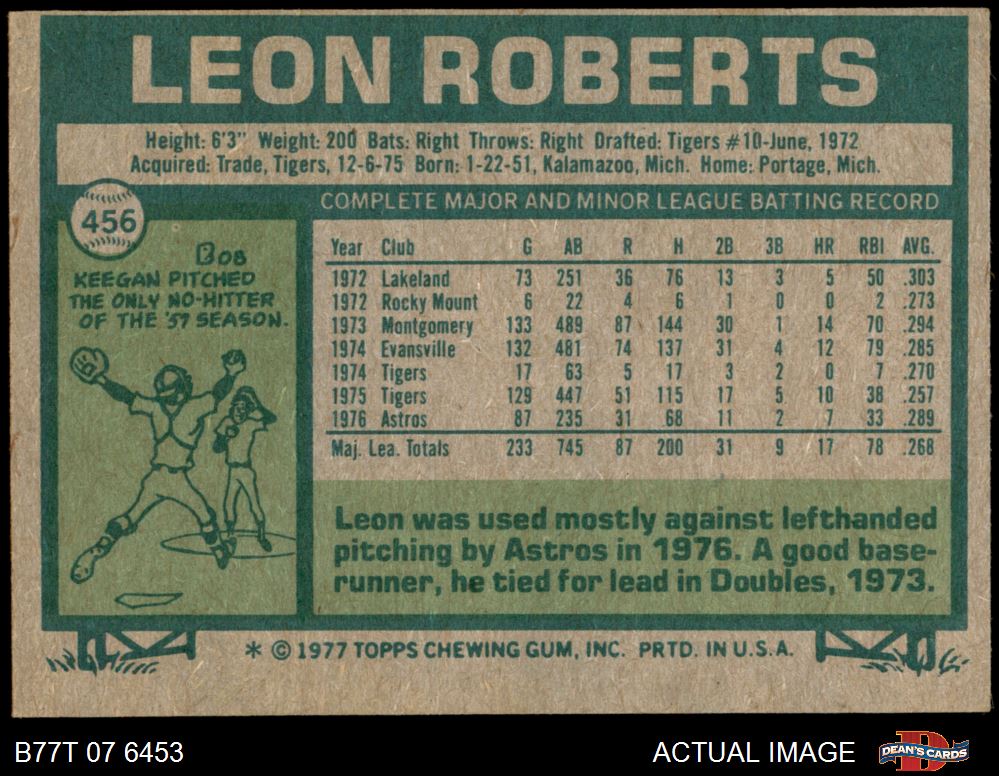 LEON ROBERTS
Height: 6'3" Weight: 200 Bats: Right Throws: Right Drafted: Tigers #10-June, 1972
Acquired: Trade, Tigers, 12-6-75 Born: 1-22-51, Kalamazoo, Mich. Home: Portage, Mich.
456
BOB
KEEGAN PITCHED
THE ONLY NO-HITTER
OF THE '57 SEASON.
COMPLETE MAJOR AND MINOR LEAGUE BATTING RECORD
Year Club G AB R H 2B 3B HR RBI AVG.
1972 Lakeland 73 251 36 76 13 3 5 50 .303
1972 Rocky Mount 6 22 4 6 1 0 0 2 .273
1973 Montgomery 133 489 87 144 30 1 14 70 .294
1974 Evansville 132 481 74 137 31 4 12 79 .285
1974 Tigers 17 63 5 17 3 2 0 7 .270
1975 Tigers 129 447 51 115 17 5 10 38 .257
1976 Astros 87 235 31 68 11 2 7 33 .289
Maj. Lea. Totals 233 745 87 200 31 9 17 78 .268
Leon was used mostly against lefthanded
pitching by Astros in 1976. A good base-
runner, he tied for lead in Doubles, 1973.
* © 1977 TOPPS CHEWING GUM, INC. PRTD. IN U.S.A.
B77T 07 6453 ACTUAL IMAGE
DEAN'S CARDS